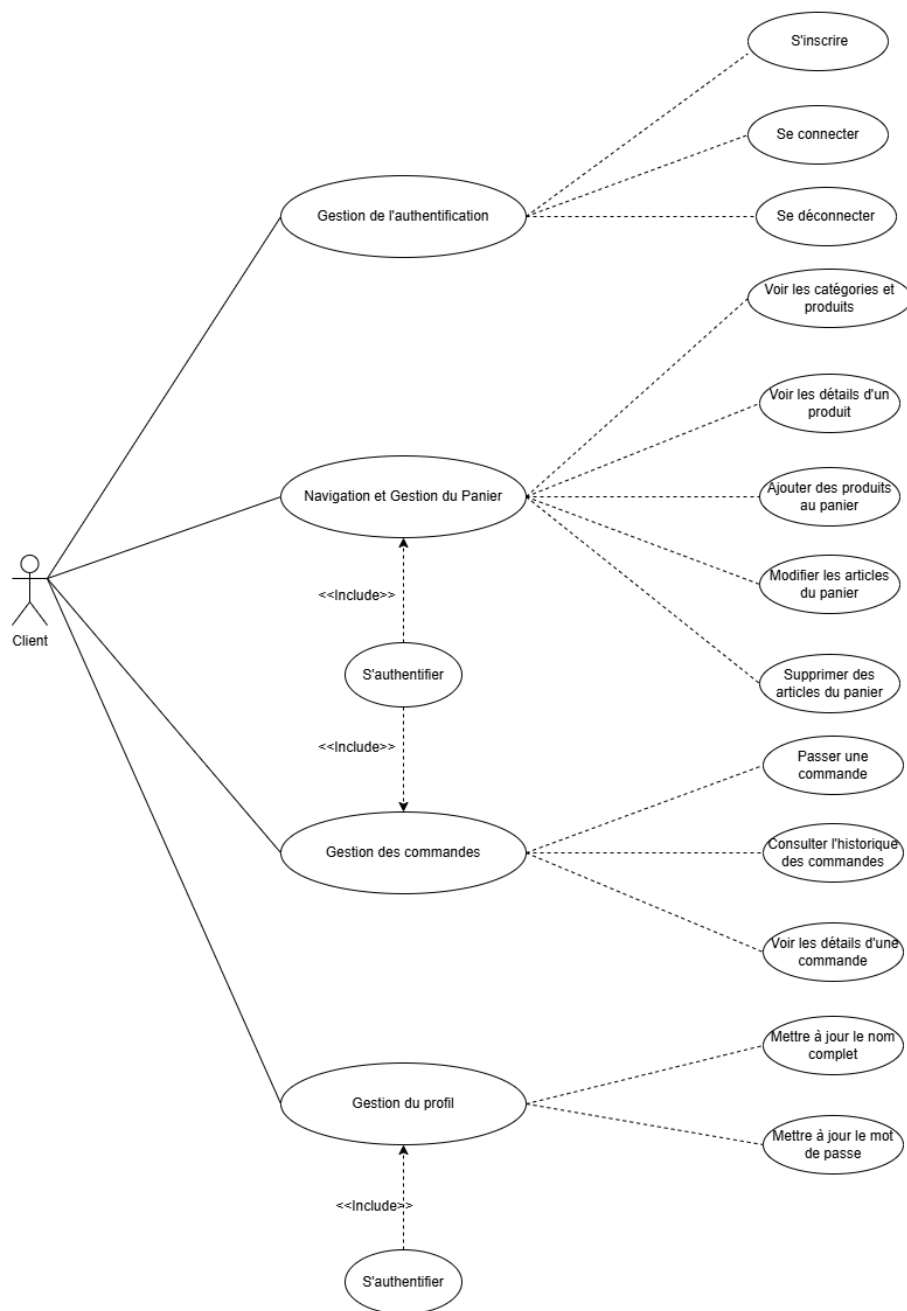 S'inscrire
Se connecter
Gestion de l'authentification
Se déconnecter
Voir les catégories et
produits
Voir les détails d'un
produit
Navigation et Gestion du Panier
Ajouter des produits
au panier
Modifier les articles
du panier
<<Include>>
Client
S'authentifier
Supprimer des
articles du panier
<<Include>>
Passer une
commande
Gestion des commandes
Consulter l'historique
des commandes
Voir les détails d'une
commande
Mettre à jour le nom
complet
Gestion du profil
Mettre à jour le mot
de passe
<<Include>>
S'authentifier